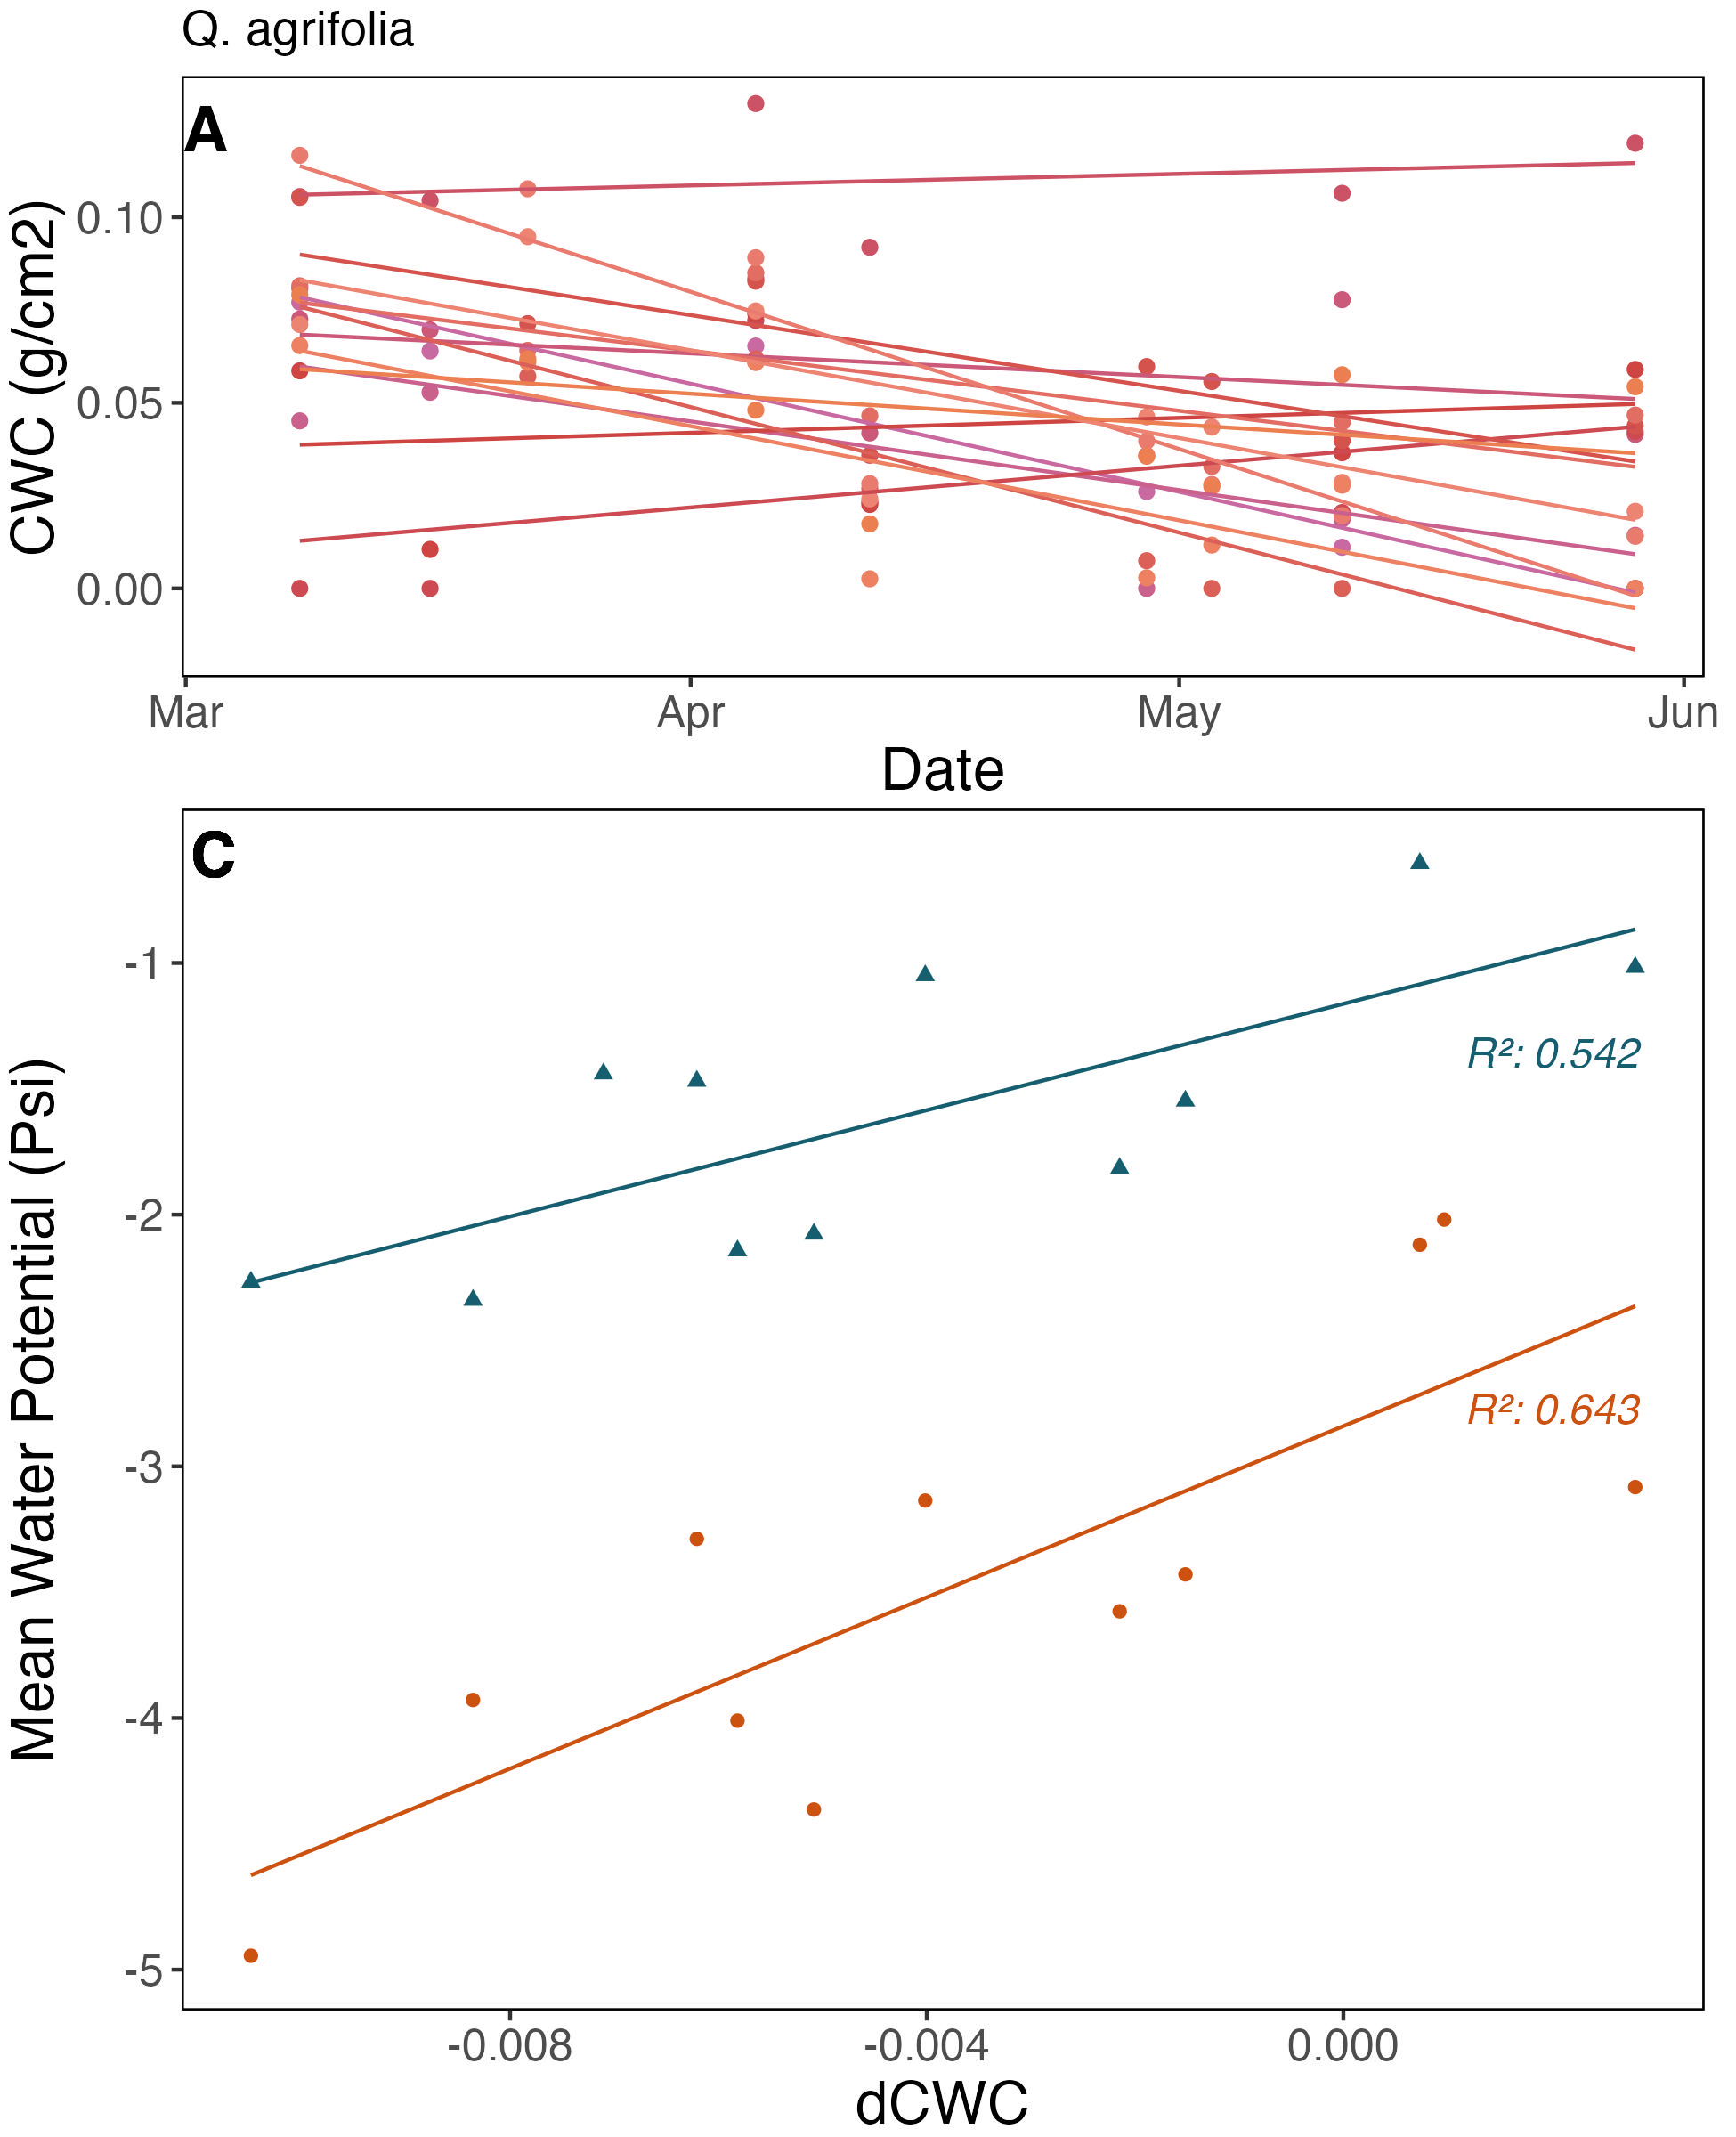 Q. agrifolia
A
CWC (g/cm2)
0.10
0.05
0.00
Mar Apr May Jun
Date
C
Mean Water Potential (Psi)
-1
-2
-3
-4
-5
R²: 0.542
R²: 0.643
-0.008 -0.004 0.000
dCWC